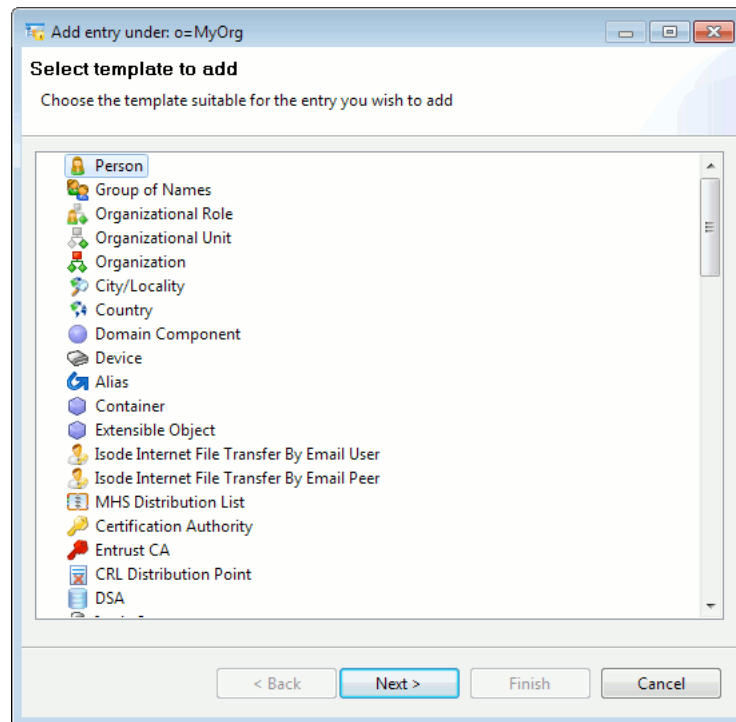 Add entry under: o=MyOrg
Select template to add
Choose the template suitable for the entry you wish to add
Person
Group of Names
Organizational Role
Organizational Unit
Organization
City/Locality
Country
Domain Component
Device
Alias
Container
Extensible Object
Isode Internet File Transfer By Email User
Isode Internet File Transfer By Email Peer
MHS Distribution List
Certification Authority
Entrust CA
CRL Distribution Point
DSA
< Back
Next >
Finish
Cancel